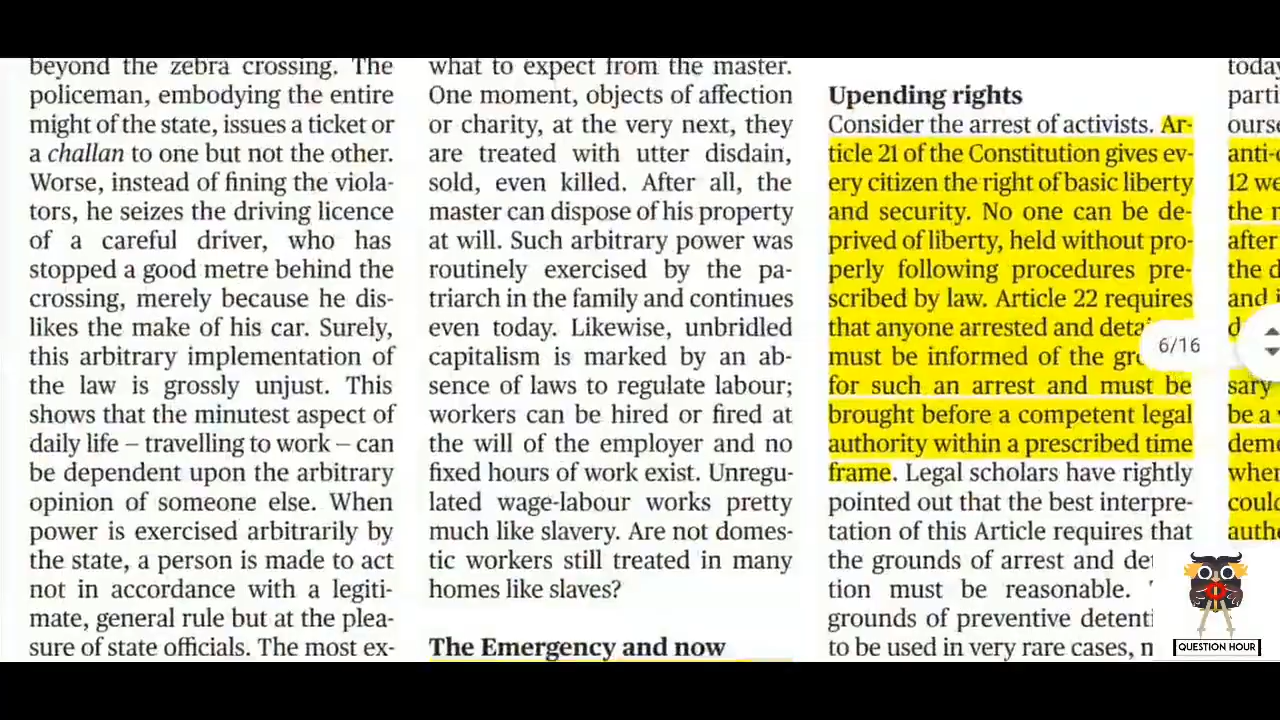 beyond the zebra crossing. The
policeman, embodying the entire
might of the state, issues a ticket or
a challan to one but not the other.
Worse, instead of fining the viola-
tors, he seizes the driving licence
of a careful driver, who has
stopped a good metre behind the
crossing, merely because he dis-
likes the make of his car. Surely,
this arbitrary implementation of
the law is grossly unjust. This
shows that the minutest aspect of
daily life – travelling to work – can
be dependent upon the arbitrary
opinion of someone else. When
power is exercised arbitrarily by
the state, a person is made to act
not in accordance with a legiti-
mate, general rule but at the plea-
sure of state officials. The most ex-
what to expect from the master.
One moment, objects of affection
or charity, at the very next, they
are treated with utter disdain,
sold, even killed. After all, the
master can dispose of his property
at will. Such arbitrary power was
routinely exercised by the pa-
triarch in the family and continues
even today. Likewise, unbridled
capitalism is marked by an ab-
sence of laws to regulate labour;
workers can be hired or fired at
the will of the employer and no
fixed hours of work exist. Unregu-
lated wage-labour works pretty
much like slavery. Are not domes-
tic workers still treated in many
homes like slaves?
The Emergency and now
Upending rights
Consider the arrest of activists. Ar-
ticle 21 of the Constitution gives ev-
ery citizen the right of basic liberty
and security. No one can be de-
prived of liberty, held without pro-
perly following procedures pre-
scribed by law. Article 22 requires
that anyone arrested and
must be informed of the
for such an arrest and must be
brought before a competent legal
authority within a prescribed time
frame. Legal scholars have rightly
pointed out that the best interpre-
tation of this Article requires that
the grounds of arrest and
tion must be reasonable.
grounds of preventive
to be used in very rare cases,
12
the
after
the
and
sary
be a
6/16
QUESTION HOUR